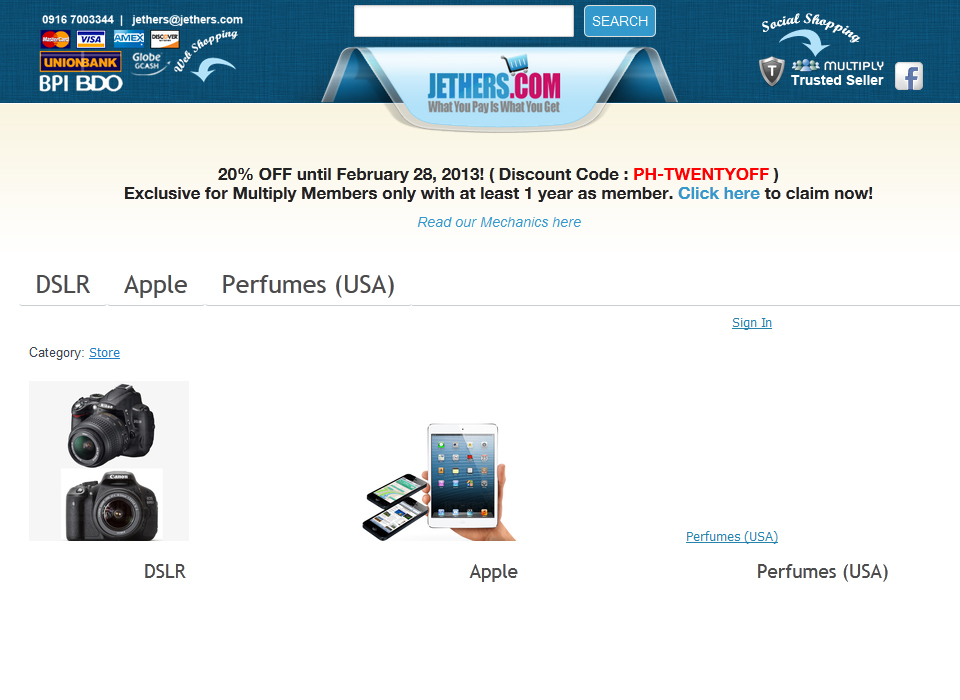 0916 7003344 | jethers@jethers.com
MasterCard VISA AMEX DISCOVER
Web Shopping
UNIONBANK Globe GCASH
BPI BDO
SEARCH
JETHERS.COM
What You Pay Is What You Get
Social Shopping
T MULTIPLY
Trusted Seller
f
20% OFF until February 28, 2013! ( Discount Code : PH-TWENTYOFF )
Exclusive for Multiply Members only with at least 1 year as member. Click here to claim now!
Read our Mechanics here
DSLR Apple Perfumes (USA)
Sign In
Category: Store
Nikon
Canon
Perfumes (USA)
DSLR Apple Perfumes (USA)